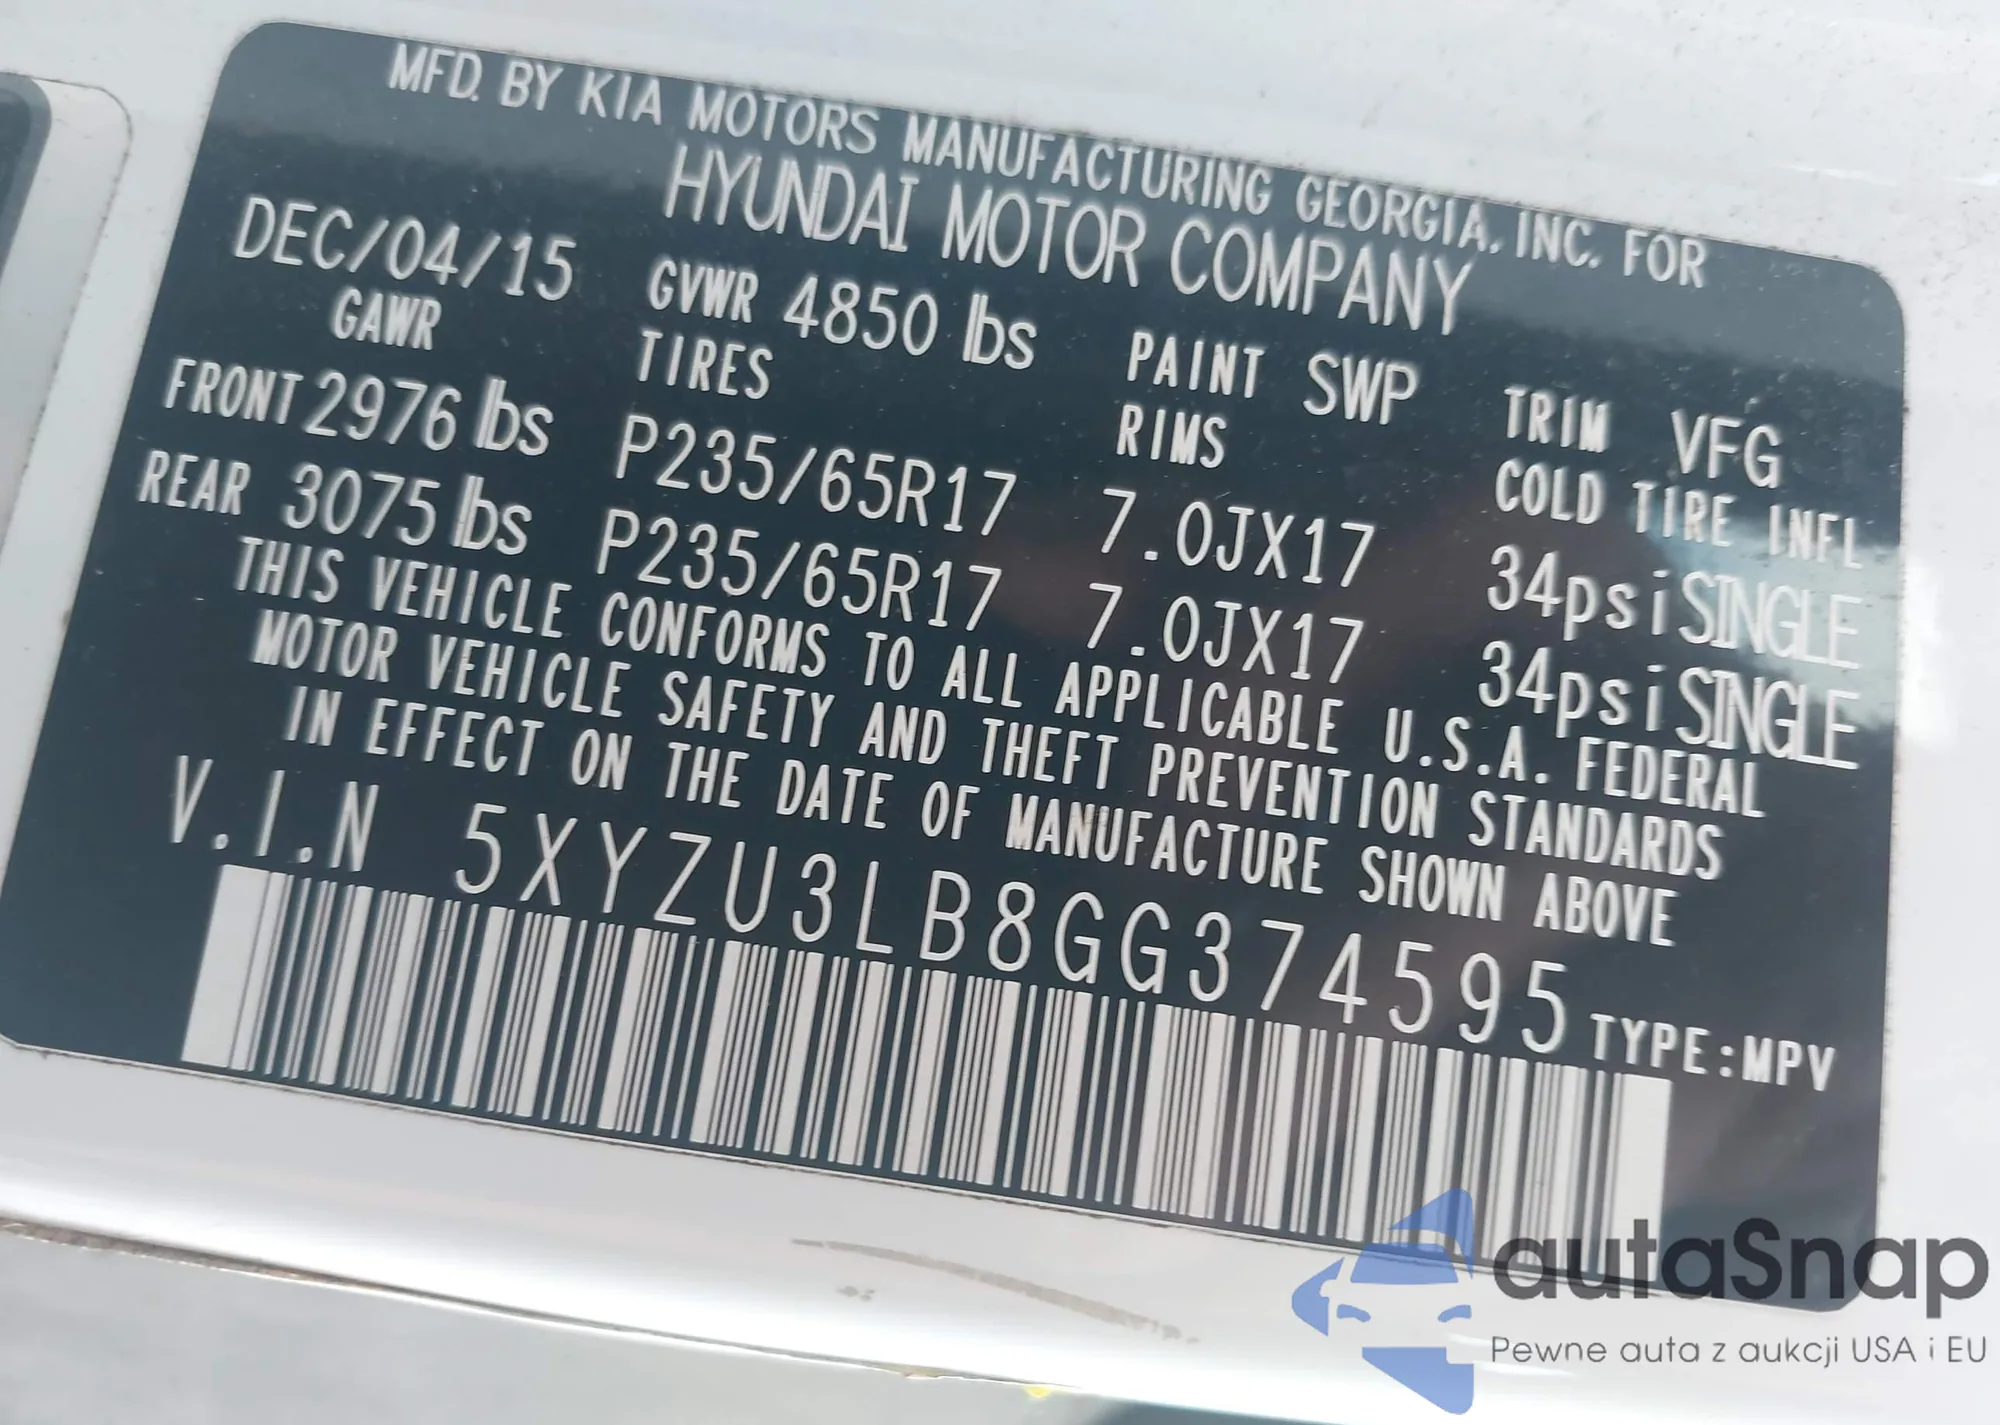 MFD. BY KIA MOTORS MANUFACTURING GEORGIA, INC. FOR
HYUNDAI MOTOR COMPANY
DEC/04/15 GVWR 4850 lbs PAINT SWP TRIM VFG
GAWR TIRES RIMS COLD TIRE INFL
FRONT 2976 lbs P235/65R17 7.0JX17 34psi SINGLE
REAR 3075 lbs P235/65R17 7.0JX17 34psi SINGLE
THIS VEHICLE CONFORMS TO ALL APPLICABLE U.S.A. FEDERAL
MOTOR VEHICLE SAFETY AND THEFT PREVENTION STANDARDS
IN EFFECT ON THE DATE OF MANUFACTURE SHOWN ABOVE
V.I.N 5XYZU3LB8GG374595 TYPE:MPV
autaSnap
Pewne auta z aukcji USA i EU